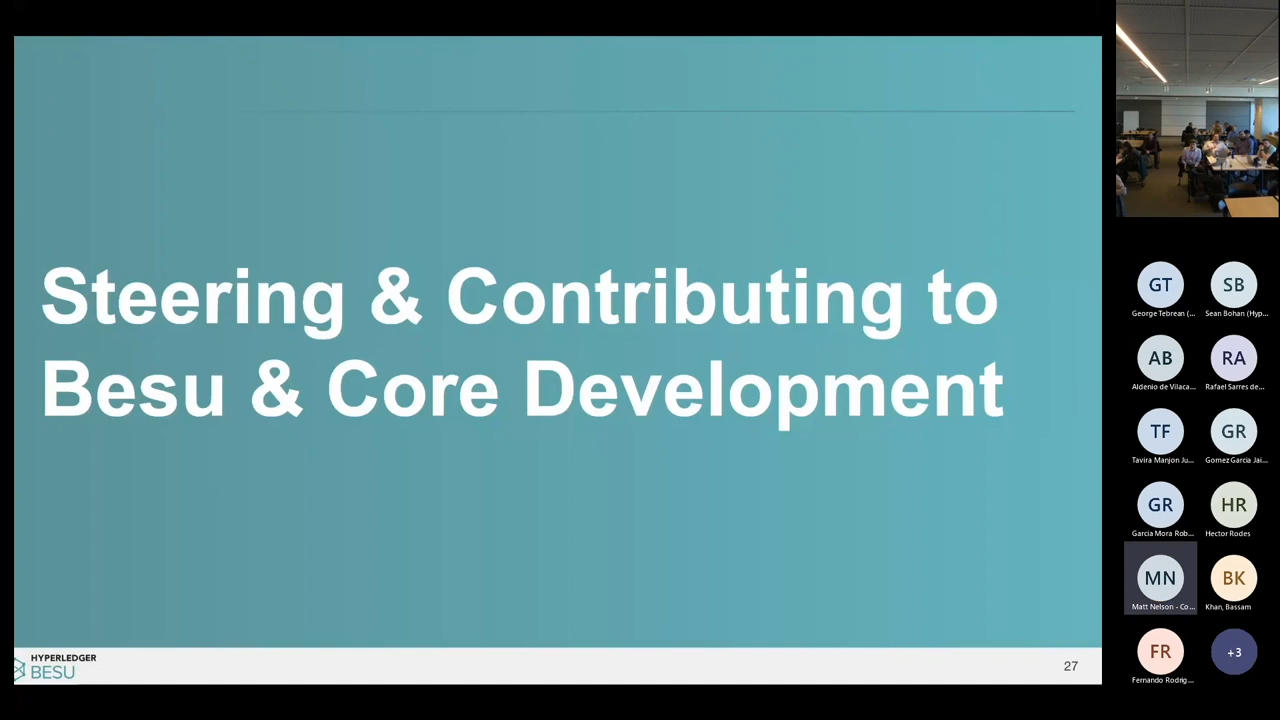 Steering & Contributing to
Besu & Core Development
HYPERLEDGER
BESU
27
GT
George Tebrean (...
SB
Sean Bohan (Hyp...
AB
Aldenio de Vilaca...
RA
Rafael Sarres de...
TF
Tavira Manjon Ju...
GR
Gomez Garcia Jai...
GR
Garcia Mora Rob...
HR
Hector Rodes
MN
Matt Nelson - Co...
BK
Khan, Bassam
FR
Fernando Rodrig...
+3